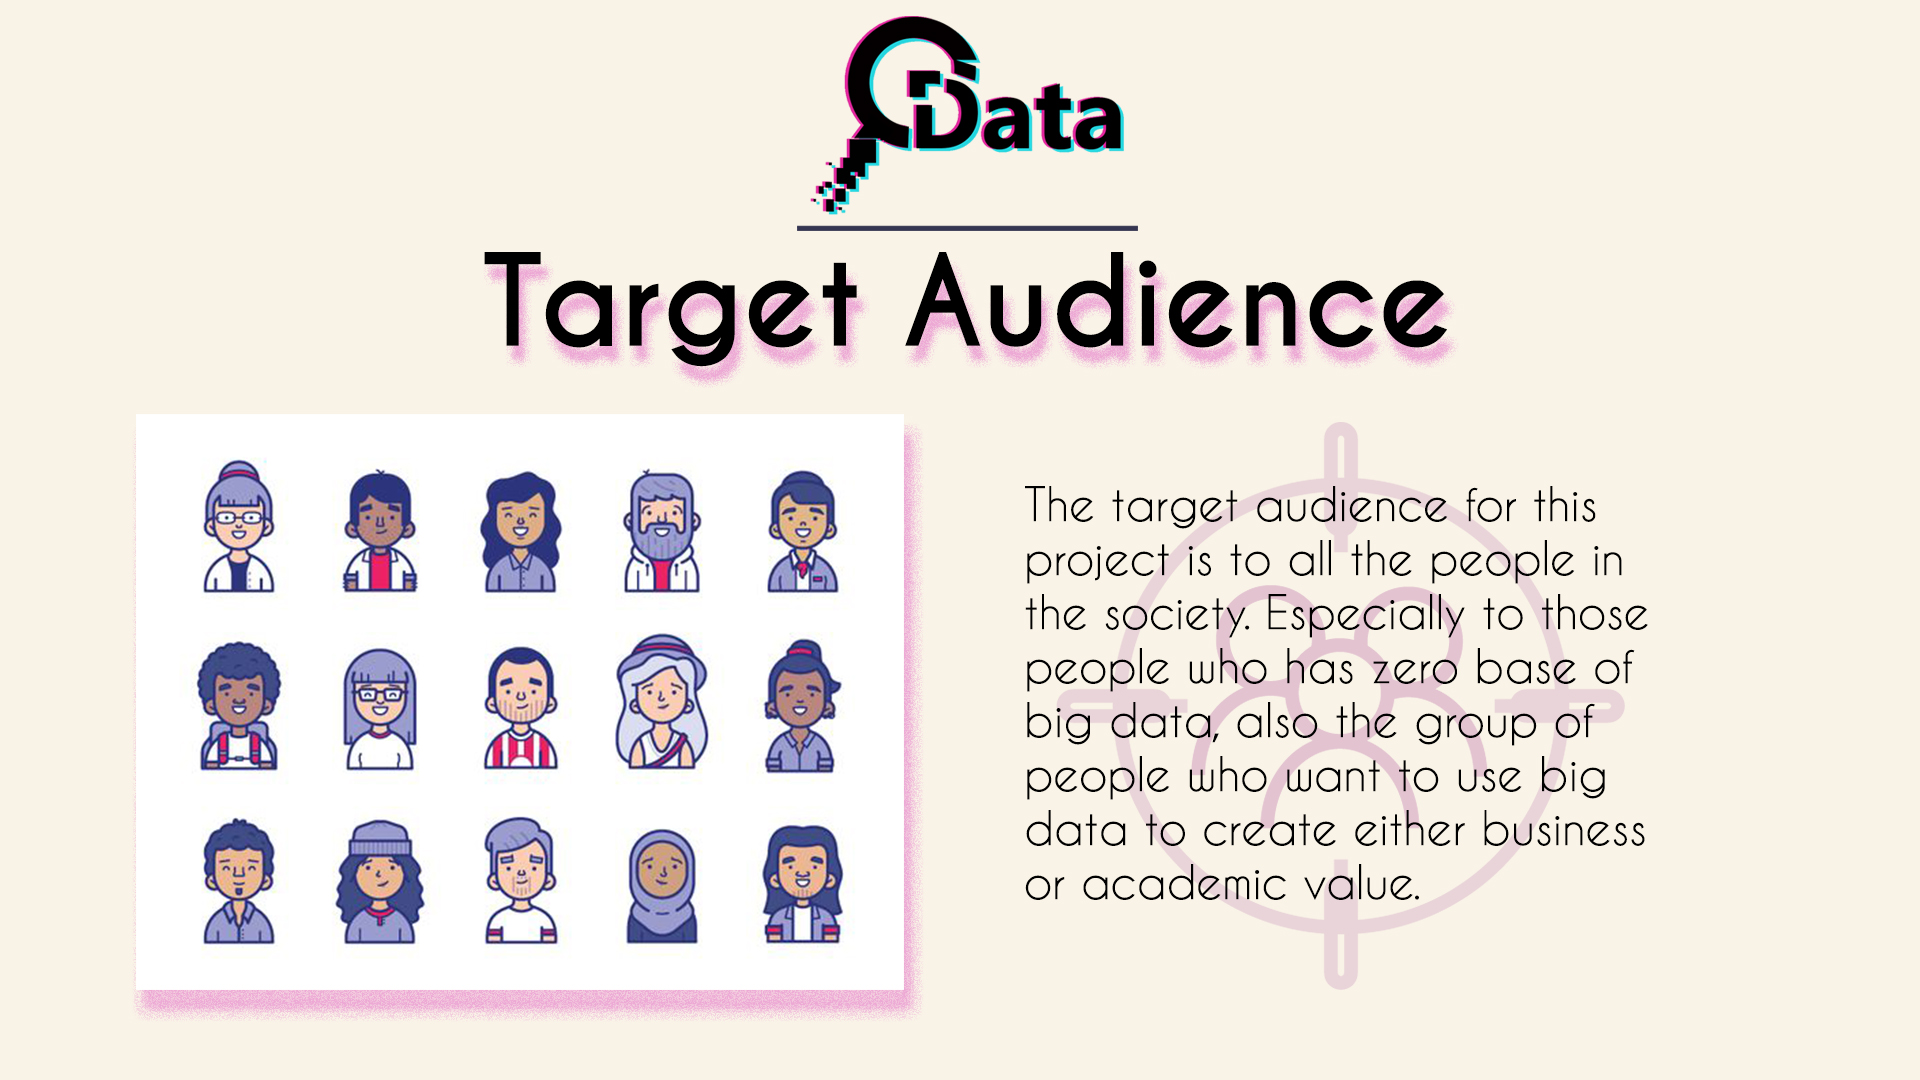 Data
Target Audience
The target audience for this
project is to all the people in
the society. Especially to those
people who has zero base of
big data, also the group of
people who want to use big
data to create either business
or academic value.